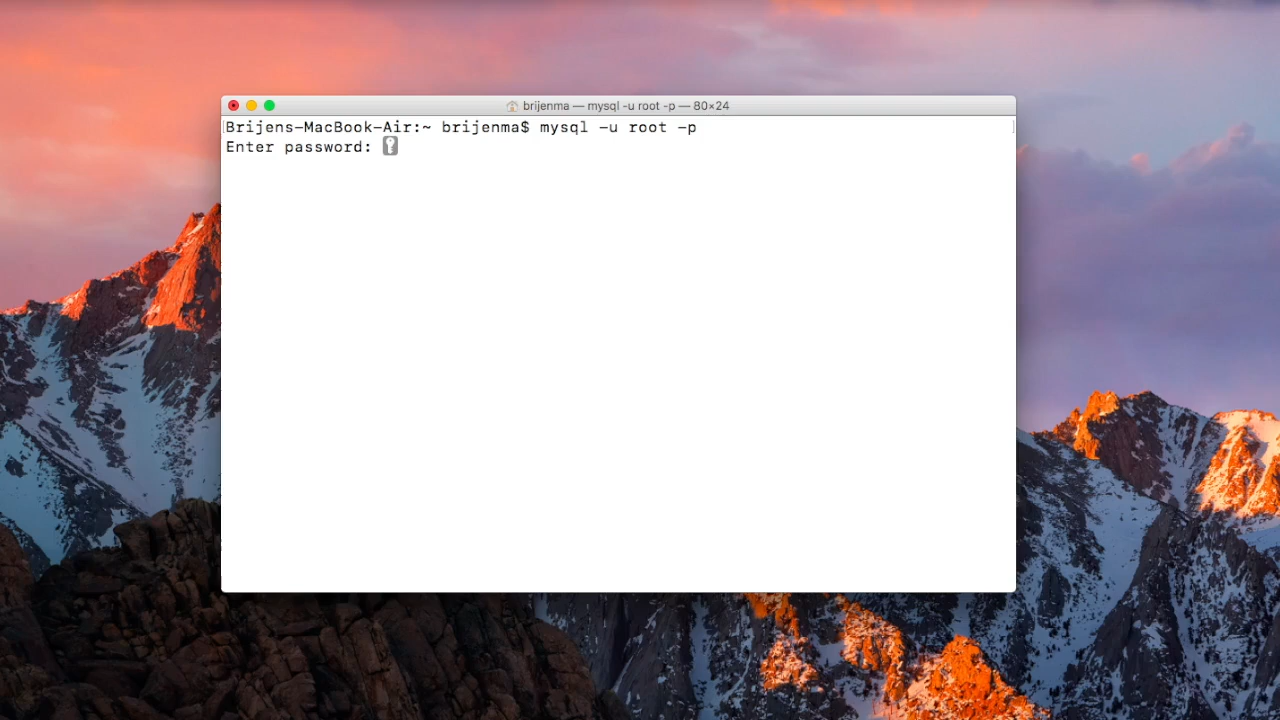 brijenma — mysql -u root -p — 80×24
Brijens-MacBook-Air:~ brijenma$ mysql -u root -p
Enter password: